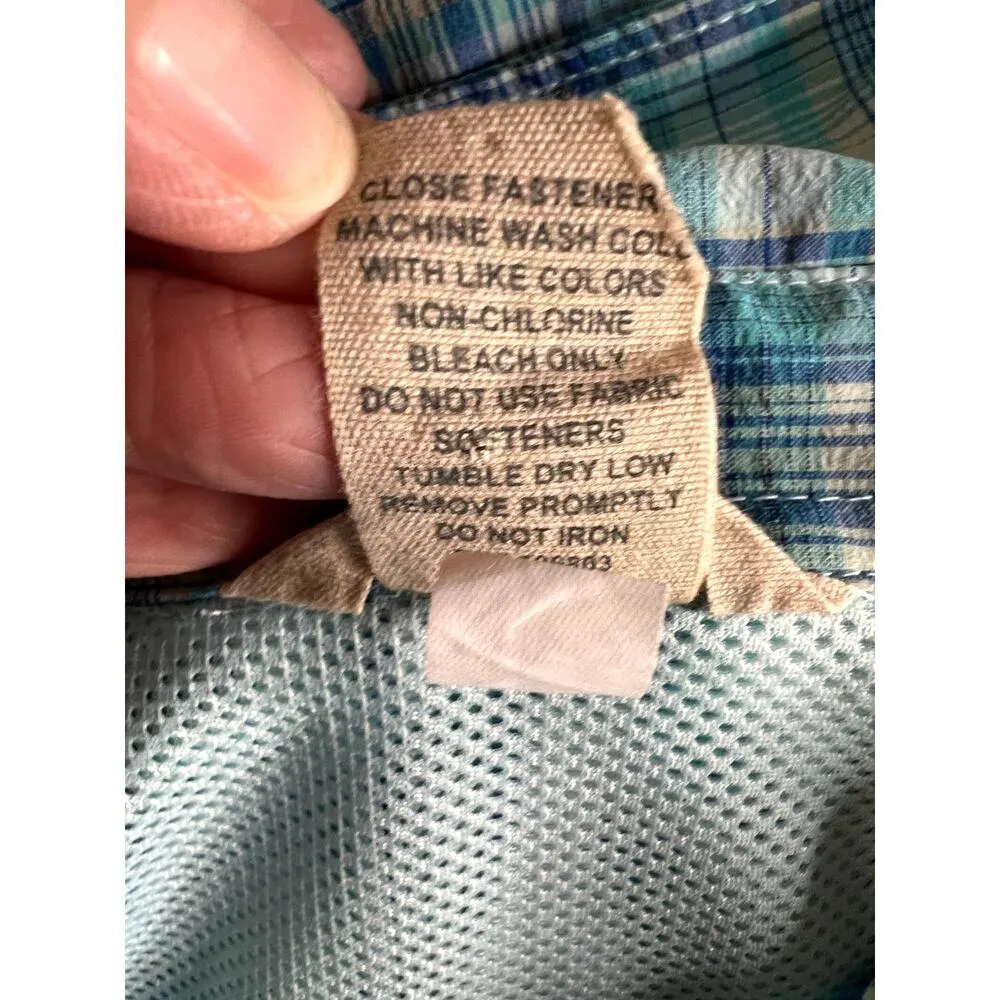 CLOSE FASTENER
MACHINE WASH COLD
WITH LIKE COLORS
NON-CHLORINE
BLEACH ONLY
DO NOT USE FABRIC
SOFTENERS
TUMBLE DRY LOW
REMOVE PROMPTLY
DO NOT IRON